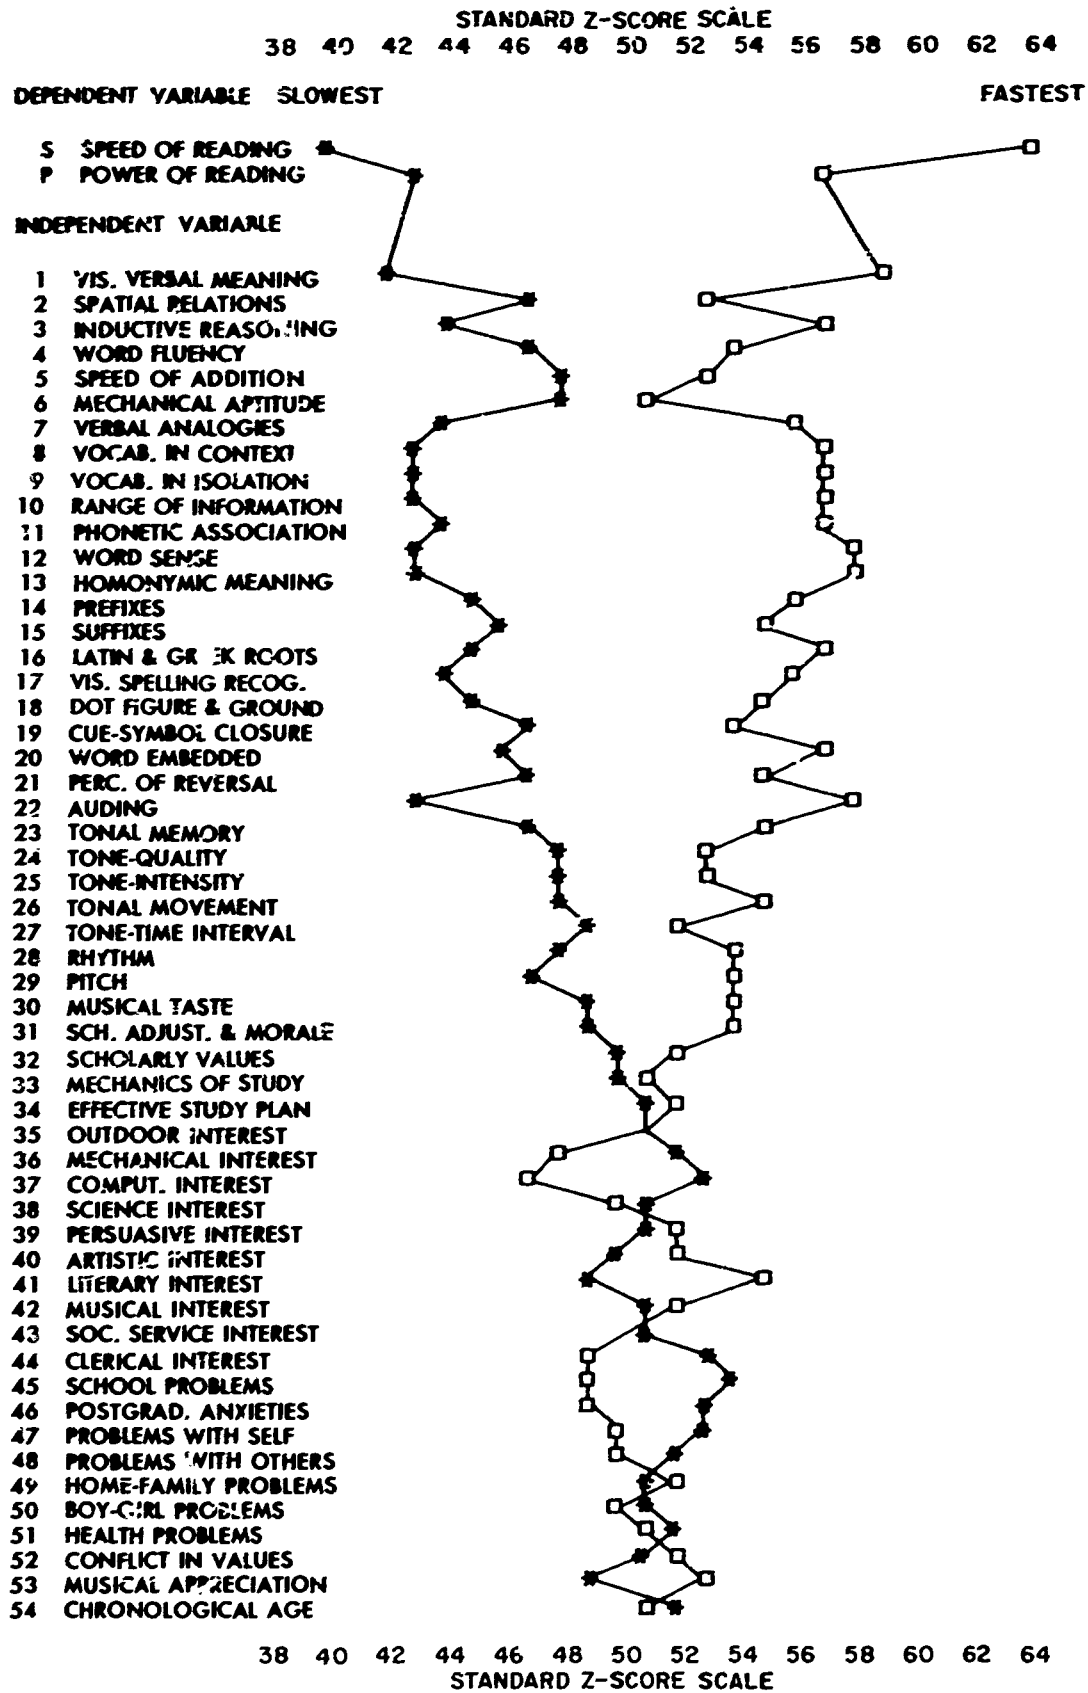 STANDARD Z-SCORE SCALE
38 40 42 44 46 48 50 52 54 56 58 60 62 64
DEPENDENT VARIABLE SLOWEST FASTEST
S SPEED OF READING
P POWER OF READING
INDEPENDENT VARIABLE
1 VIS. VERBAL MEANING
2 SPATIAL RELATIONS
3 INDUCTIVE REASONING
4 WORD FLUENCY
5 SPEED OF ADDITION
6 MECHANICAL APTITUDE
7 VERBAL ANALOGIES
8 VOCAB. IN CONTEXT
9 VOCAB. IN ISOLATION
10 RANGE OF INFORMATION
11 PHONETIC ASSOCIATION
12 WORD SENSE
13 HOMONYMIC MEANING
14 PREFIXES
15 SUFFIXES
16 LATIN & GREEK ROOTS
17 VIS. SPELLING RECOG.
18 DOT FIGURE & GROUND
19 CUE-SYMBOL CLOSURE
20 WORD EMBEDDED
21 PERC. OF REVERSAL
22 AUDING
23 TONAL MEMORY
24 TONE-QUALITY
25 TONE-INTENSITY
26 TONAL MOVEMENT
27 TONE-TIME INTERVAL
28 RHYTHM
29 PITCH
30 MUSICAL TASTE
31 SCH. ADJUST. & MORALE
32 SCHOLARLY VALUES
33 MECHANICS OF STUDY
34 EFFECTIVE STUDY PLAN
35 OUTDOOR INTEREST
36 MECHANICAL INTEREST
37 COMPUT. INTEREST
38 SCIENCE INTEREST
39 PERSUASIVE INTEREST
40 ARTISTIC INTEREST
41 LITERARY INTEREST
42 MUSICAL INTEREST
43 SOC. SERVICE INTEREST
44 CLERICAL INTEREST
45 SCHOOL PROBLEMS
46 POSTGRAD. ANXIETIES
47 PROBLEMS WITH SELF
48 PROBLEMS WITH OTHERS
49 HOME-FAMILY PROBLEMS
50 BOY-GIRL PROBLEMS
51 HEALTH PROBLEMS
52 CONFLICT IN VALUES
53 MUSICAL APPRECIATION
54 CHRONOLOGICAL AGE
38 40 42 44 46 48 50 52 54 56 58 60 62 64
STANDARD Z-SCORE SCALE